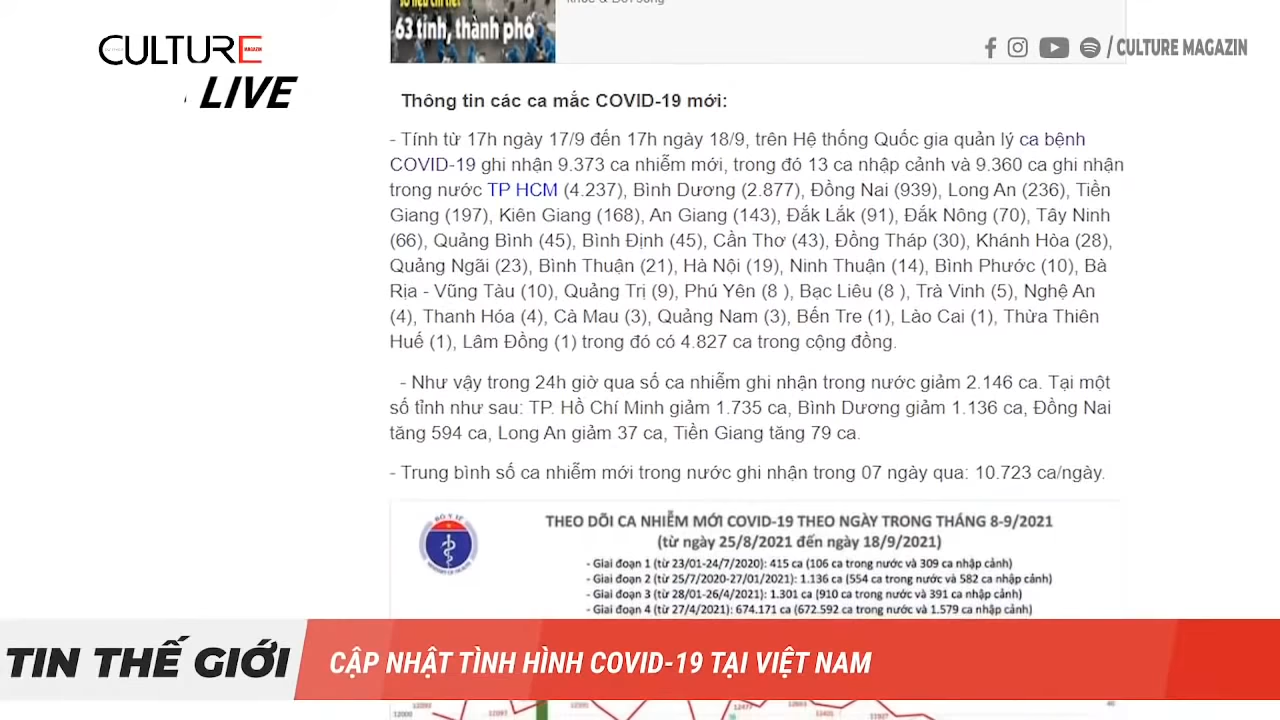 số liệu chi tiết
63 tỉnh, thành phố
CULTURE MAGAZIN
LIVE
/ CULTURE MAGAZIN
Thông tin các ca mắc COVID-19 mới:
- Tính từ 17h ngày 17/9 đến 17h ngày 18/9, trên Hệ thống Quốc gia quản lý ca bệnh
COVID-19 ghi nhận 9.373 ca nhiễm mới, trong đó 13 ca nhập cảnh và 9.360 ca ghi nhận
trong nước TP HCM (4.237), Bình Dương (2.877), Đồng Nai (939), Long An (236), Tiền
Giang (197), Kiên Giang (168), An Giang (143), Đắk Lắk (91), Đắk Nông (70), Tây Ninh
(66), Quảng Bình (45), Bình Định (45), Cần Thơ (43), Đồng Tháp (30), Khánh Hòa (28),
Quảng Ngãi (23), Bình Thuận (21), Hà Nội (19), Ninh Thuận (14), Bình Phước (10), Bà
Rịa - Vũng Tàu (10), Quảng Trị (9), Phú Yên (8 ), Bạc Liêu (8 ), Trà Vinh (5), Nghệ An
(4), Thanh Hóa (4), Cà Mau (3), Quảng Nam (3), Bến Tre (1), Lào Cai (1), Thừa Thiên
Huế (1), Lâm Đồng (1) trong đó có 4.827 ca trong cộng đồng.
- Như vậy trong 24h giờ qua số ca nhiễm ghi nhận trong nước giảm 2.146 ca. Tại một
số tỉnh như sau: TP. Hồ Chí Minh giảm 1.735 ca, Bình Dương giảm 1.136 ca, Đồng Nai
tăng 594 ca, Long An giảm 37 ca, Tiền Giang tăng 79 ca.
- Trung bình số ca nhiễm mới trong nước ghi nhận trong 07 ngày qua: 10.723 ca/ngày.
BỘ Y TẾ
THEO DÕI CA NHIỄM MỚI COVID-19 THEO NGÀY TRONG THÁNG 8-9/2021
(từ ngày 25/8/2021 đến ngày 18/9/2021)
- Giai đoạn 1 (từ 23/01-24/7/2020): 415 ca (106 ca trong nước và 309 ca nhập cảnh)
- Giai đoạn 2 (từ 25/7/2020-27/01/2021): 1.136 ca (554 ca trong nước và 582 ca nhập cảnh)
- Giai đoạn 3 (từ 28/01-26/4/2021): 1.301 ca (910 ca trong nước và 391 ca nhập cảnh)
- Giai đoạn 4 (từ 27/4/2021): 674.171 ca (672.592 ca trong nước và 1.579 ca nhập cảnh)
TIN THẾ GIỚI
CẬP NHẬT TÌNH HÌNH COVID-19 TẠI VIỆT NAM
12000
12477